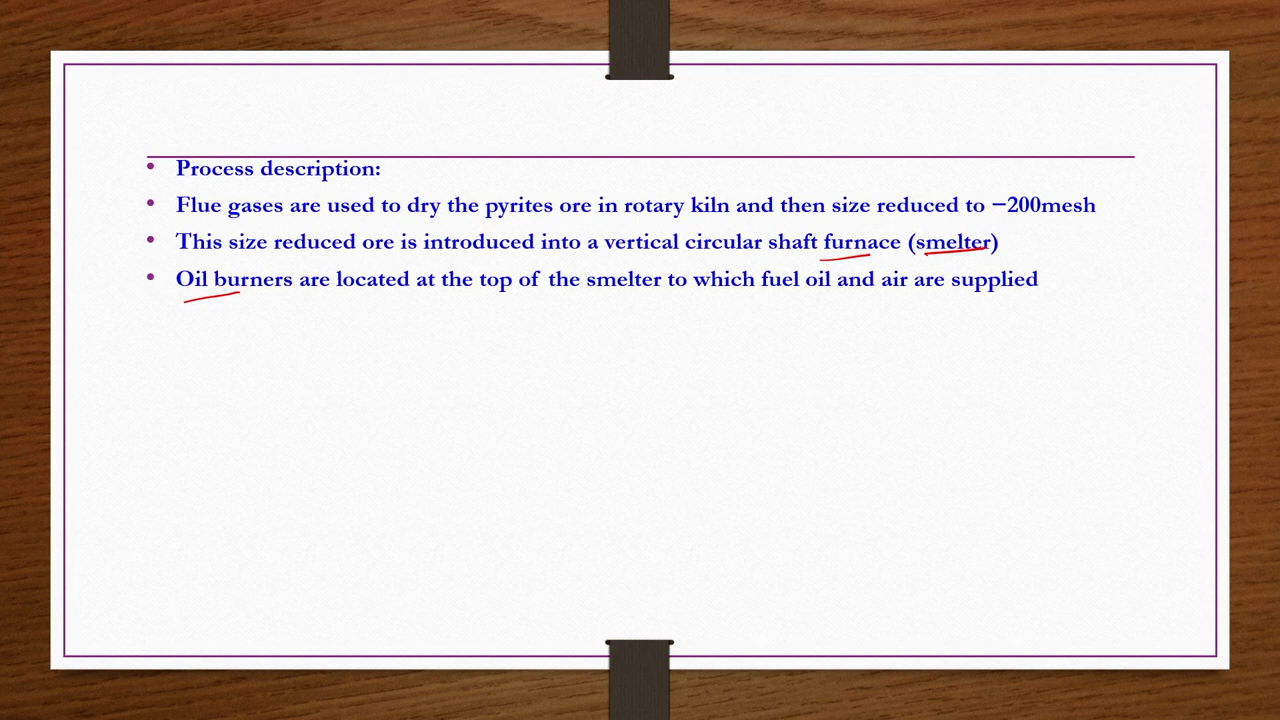 • Process description:
• Flue gases are used to dry the pyrites ore in rotary kiln and then size reduced to −200mesh
• This size reduced ore is introduced into a vertical circular shaft furnace (smelter)
• Oil burners are located at the top of the smelter to which fuel oil and air are supplied